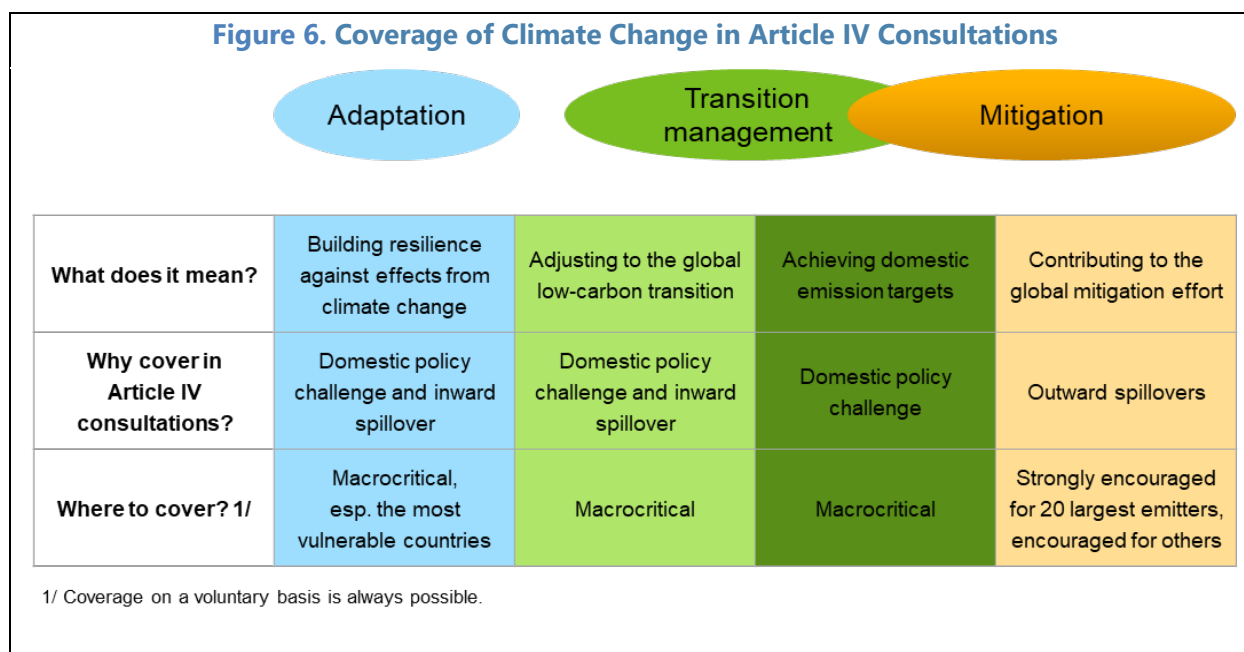 Figure 6. Coverage of Climate Change in Article IV Consultations
Adaptation
Transition
management
Mitigation
What does it mean?
Building resilience
against effects from
climate change
Adjusting to the global
low-carbon transition
Achieving domestic
emission targets
Contributing to the
global mitigation effort
Why cover in
Article IV
consultations?
Domestic policy
challenge and inward
spillover
Domestic policy
challenge and inward
spillover
Domestic policy
challenge
Outward spillovers
Where to cover? 1/
Macrocritical,
esp. the most
vulnerable countries
Macrocritical
Macrocritical
Strongly encouraged
for 20 largest emitters,
encouraged for others
1/ Coverage on a voluntary basis is always possible.